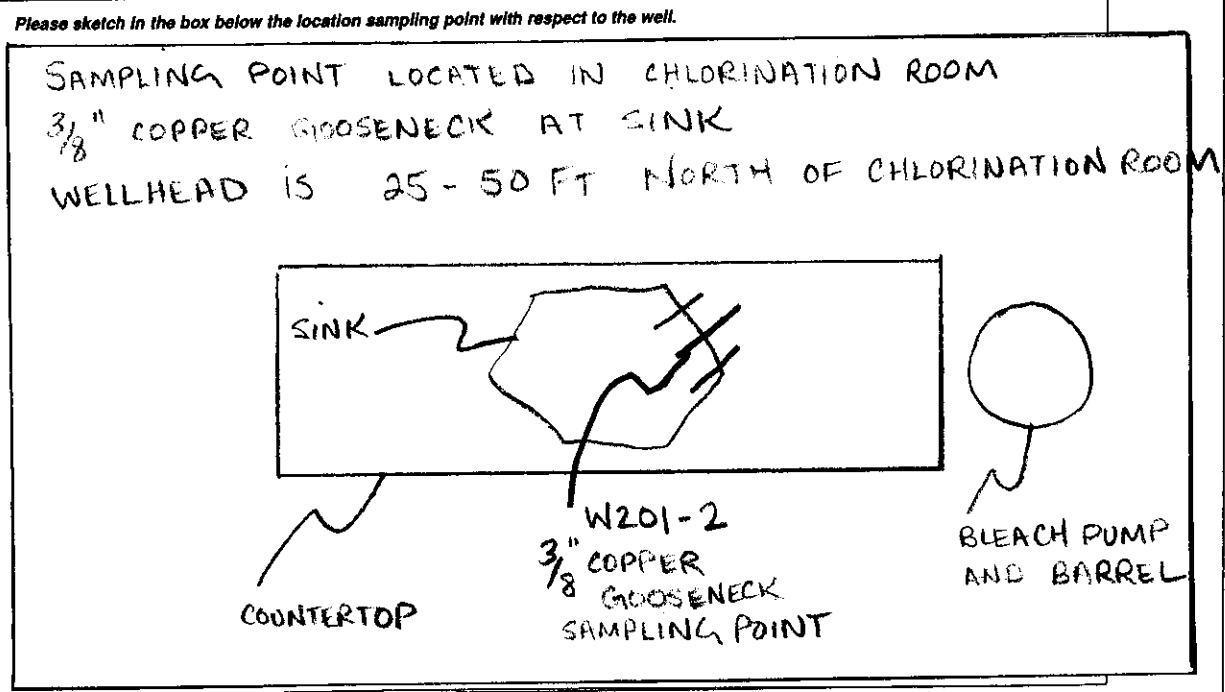 Please sketch in the box below the location sampling point with respect to the well.
SAMPLING POINT LOCATED IN CHLORINATION ROOM
3/8" COPPER GOOSENECK AT SINK
WELLHEAD IS 25-50 FT NORTH OF CHLORINATION ROOM
SINK
W201-2
3/8" COPPER
GOOSENECK
SAMPLING POINT
COUNTERTOP
BLEACH PUMP
AND BARREL